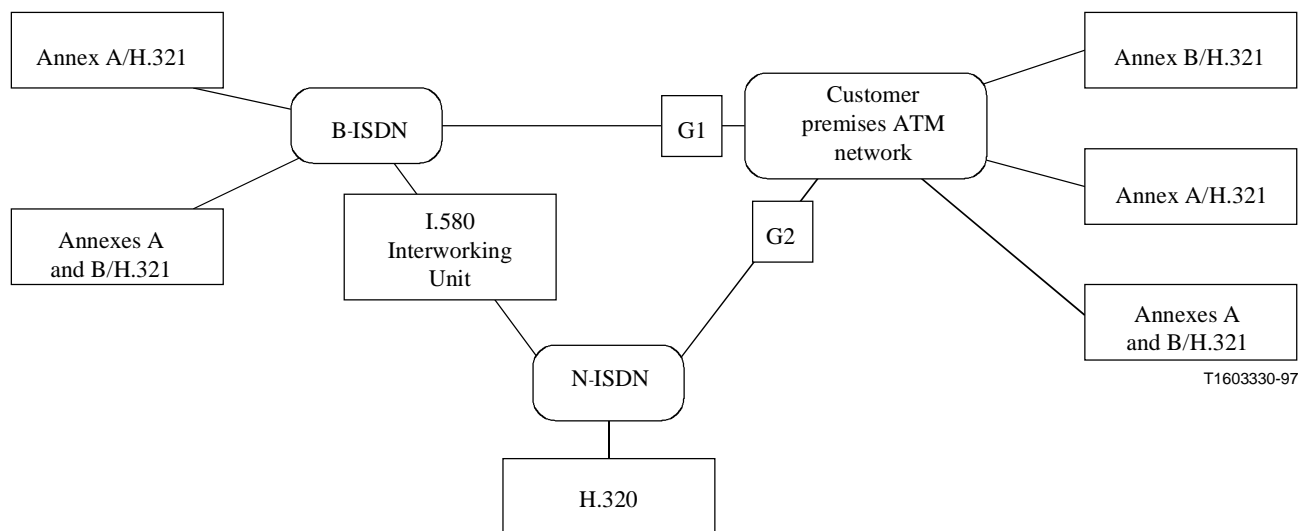 Annex A/H.321
Annex B/H.321
Customer
premises ATM
network
B-ISDN
G1
Annex A/H.321
Annexes A
and B/H.321
I.580
Interworking
Unit
G2
Annexes A
and B/H.321
N-ISDN
T1603330-97
H.320